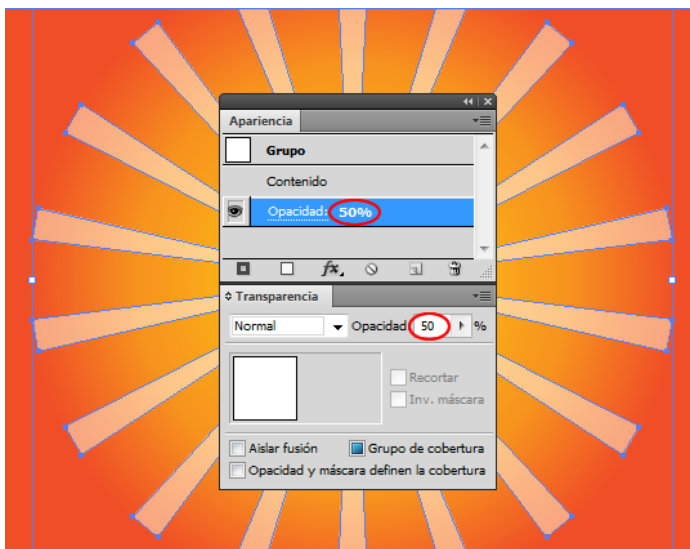 Apariencia
Grupo
Contenido
Opacidad: 50%
fx.
Transparencia
Normal Opacidad: 50 %
Recortar
Inv. máscara
Aislar fusión Grupo de cobertura
Opacidad y máscara definen la cobertura